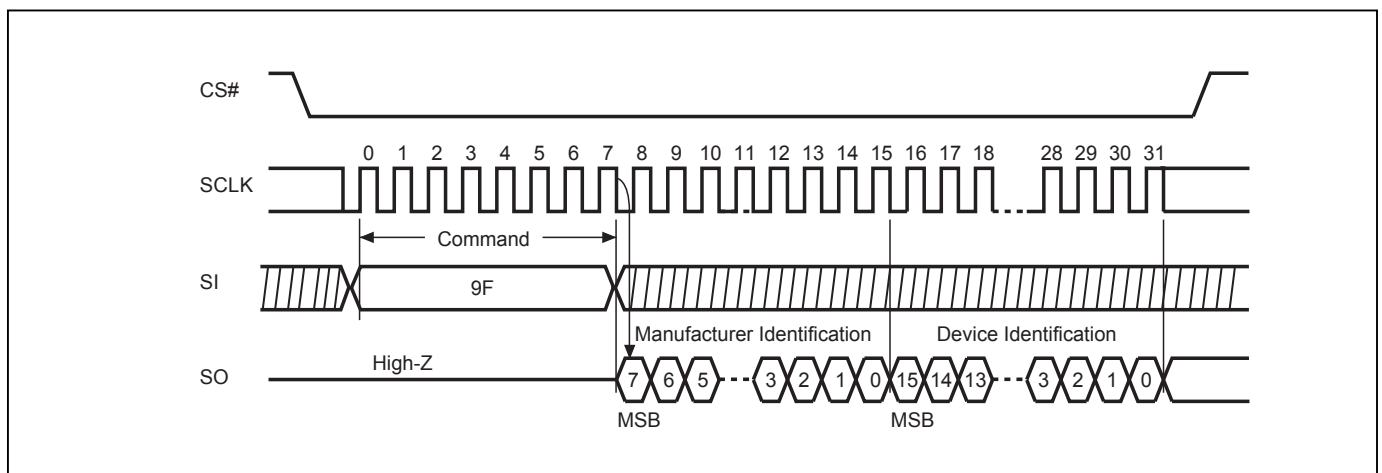 CS#
0 1 2 3 4 5 6 7 8 9 10 11 12 13 14 15 16 17 18 28 29 30 31
SCLK
Command
SI
9F
Manufacturer Identification Device Identification
High-Z
SO
7 6 5 3 2 1 0 15 14 13 3 2 1 0
MSB MSB